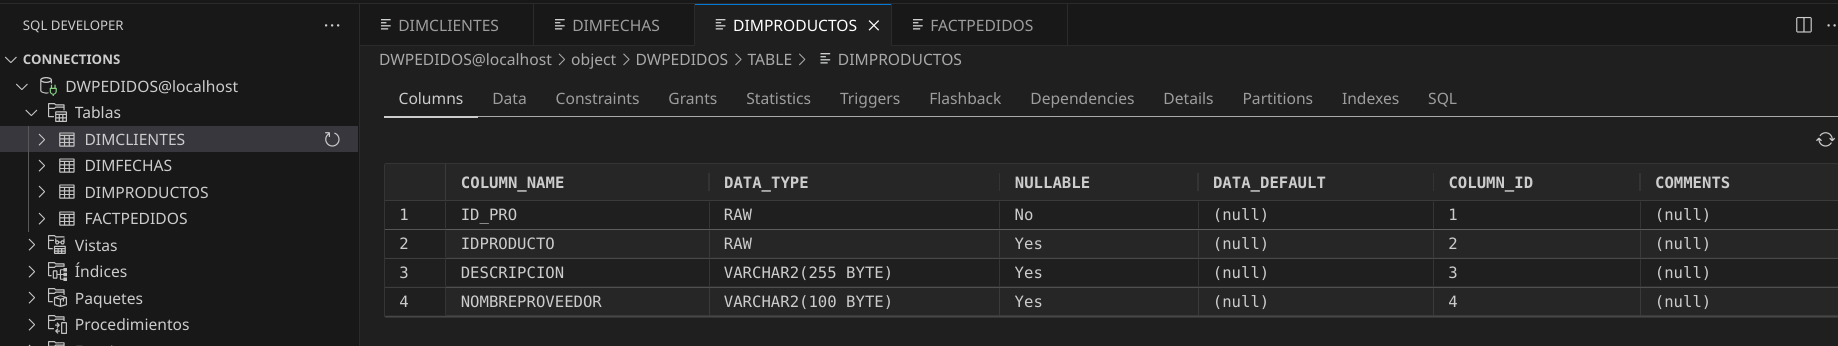 SQL DEVELOPER ···
CONNECTIONS
DWPEDIDOS@localhost
Tablas
DIMCLIENTES
DIMFECHAS
DIMPRODUCTOS
FACTPEDIDOS
Vistas
Índices
Paquetes
Procedimientos
DIMCLIENTES DIMFECHAS DIMPRODUCTOS FACTPEDIDOS
DWPEDIDOS@localhost > object > DWPEDIDOS > TABLE > DIMPRODUCTOS
Columns Data Constraints Grants Statistics Triggers Flashback Dependencies Details Partitions Indexes SQL
COLUMN_NAME DATA_TYPE NULLABLE DATA_DEFAULT COLUMN_ID COMMENTS
1 ID_PRO RAW No (null) 1 (null)
2 IDPRODUCTO RAW Yes (null) 2 (null)
3 DESCRIPCION VARCHAR2(255 BYTE) Yes (null) 3 (null)
4 NOMBREPROVEEDOR VARCHAR2(100 BYTE) Yes (null) 4 (null)